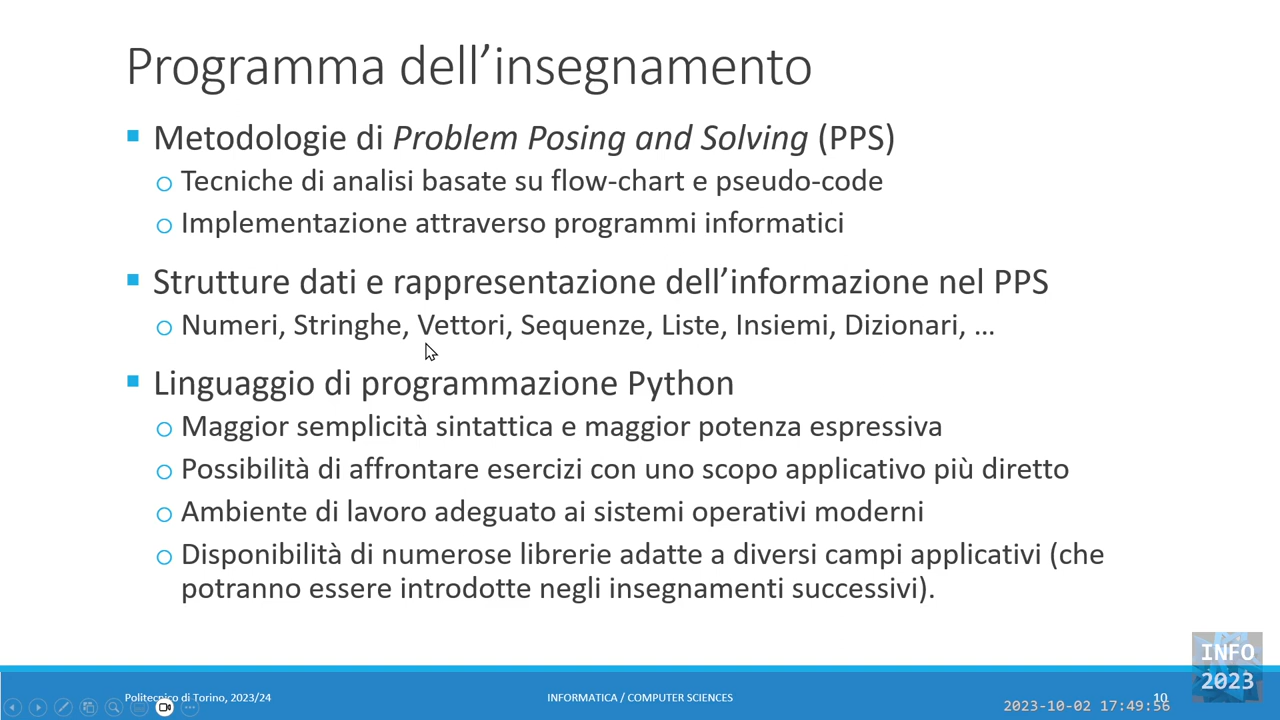 Programma dell’insegnamento
Metodologie di Problem Posing and Solving (PPS)
Tecniche di analisi basate su flow-chart e pseudo-code
Implementazione attraverso programmi informatici
Strutture dati e rappresentazione dell’informazione nel PPS
Numeri, Stringhe, Vettori, Sequenze, Liste, Insiemi, Dizionari, …
Linguaggio di programmazione Python
Maggior semplicità sintattica e maggior potenza espressiva
Possibilità di affrontare esercizi con uno scopo applicativo più diretto
Ambiente di lavoro adeguato ai sistemi operativi moderni
Disponibilità di numerose librerie adatte a diversi campi applicativi (che
potranno essere introdotte negli insegnamenti successivi).
INFO
2023
Politecnico di Torino, 2023/24
INFORMATICA / COMPUTER SCIENCES
10
2023-10-02 17:49:56